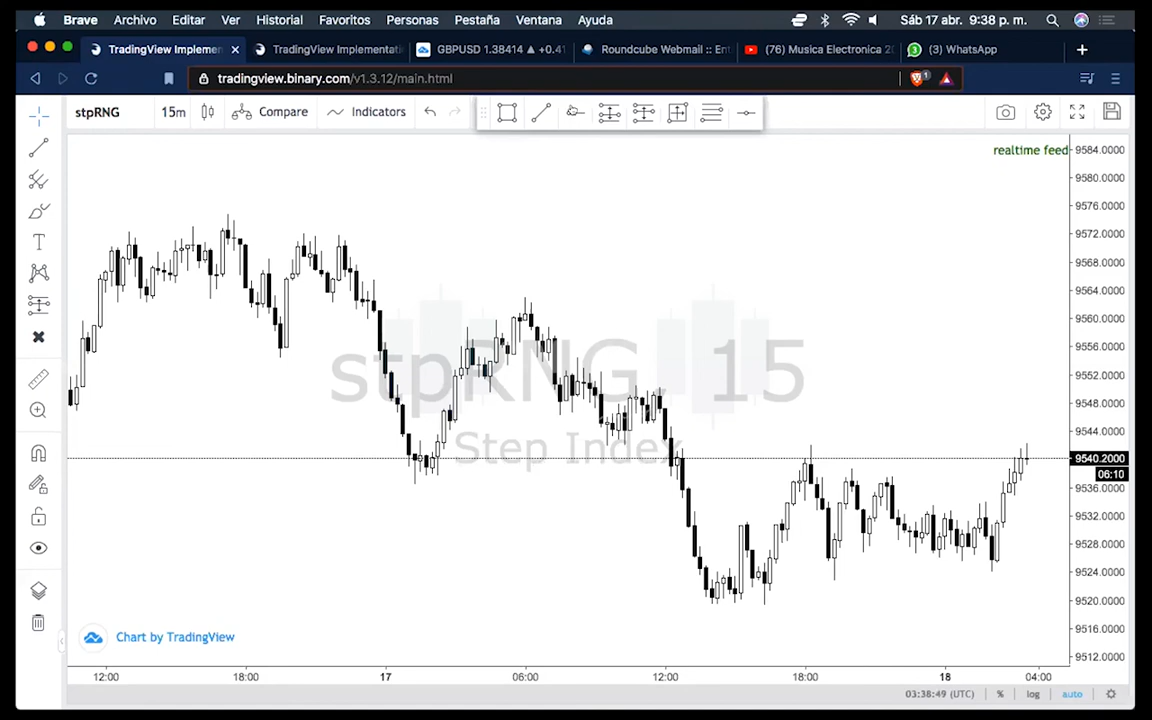 Brave Archivo Editar Ver Historial Favoritos Personas Pestaña Ventana Ayuda Sáb 17 abr. 9:38 p. m.
TradingView Implemen TradingView Implementati GBPUSD 1.38414 ▲ +0.41 Roundcube Webmail :: Ent (76) Musica Electronica 20 (3) WhatsApp
tradingview.binary.com/v1.3.12/main.html 1
stpRNG 15m Compare Indicators
realtime feed
9584.0000
9580.0000
9576.0000
9572.0000
9568.0000
9564.0000
9560.0000
9556.0000
9552.0000
9548.0000
9544.0000
9540.2000
06:10
9536.0000
9532.0000
9528.0000
9524.0000
9520.0000
9516.0000
9512.0000
stpRNG, 15
Step Index
Chart by TradingView
12:00 18:00 17 06:00 12:00 18:00 18 04:00
03:38:49 (UTC) % log auto